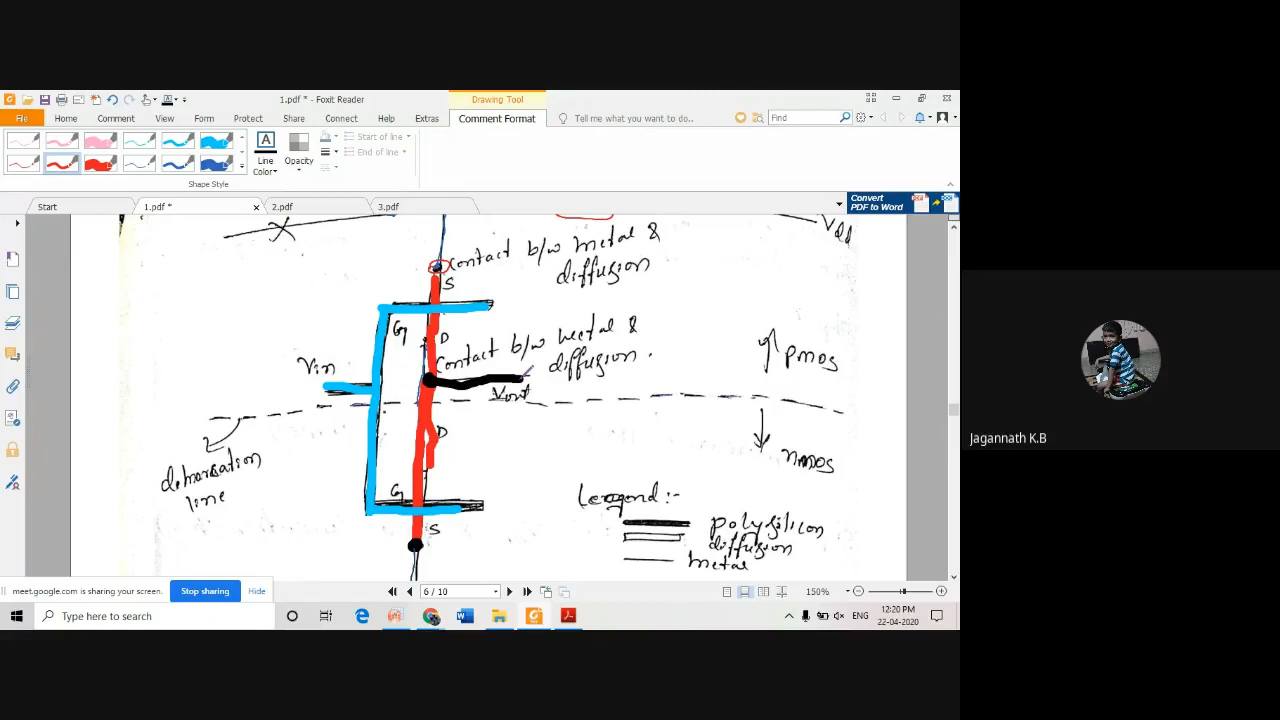 1.pdf * - Foxit Reader
Drawing Tool
File
Home
Comment
View
Form
Protect
Share
Connect
Help
Extras
Comment Format
Tell me what you want to do..
Find
Line
Color
Opacity
Start of line
End of line
Shape Style
Start
1.pdf *
2.pdf
3.pdf
Convert
PDF to Word
Vdd
Contact b/w metal &
diffusion
S
G
D
Contact b/w metal &
diffusion.
Vin
Vout
PMOS
D
demarcation
line
nmos
G
S
Legend :-
polysilicon
diffusion
metal
Jagannath K.B
meet.google.com is sharing your screen.
Stop sharing
Hide
6 / 10
150%
Type here to search
ENG
12:20 PM
22-04-2020